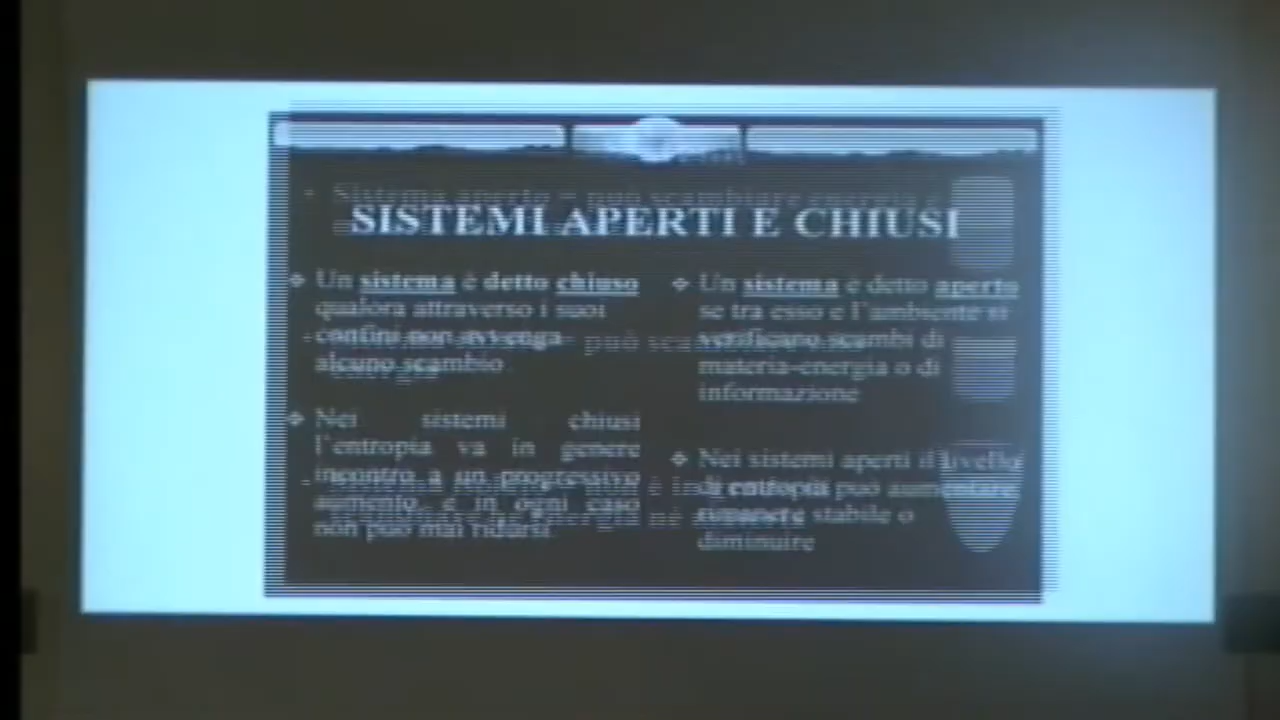 SISTEMI APERTI E CHIUSI
Un sistema è detto chiuso
qualora attraverso i suoi
confini non avvenga
alcuno scambio
Nei sistemi chiusi
l'entropia va in genere
incontro a un progressivo
aumento, e in ogni caso
non può mai ridursi.
Un sistema è detto aperto
se tra esso e l'ambiente si
verificano scambi di
materia-energia o di
informazione
Nei sistemi aperti il livello
di entropia può aumentare
rimanere stabile o
diminuire